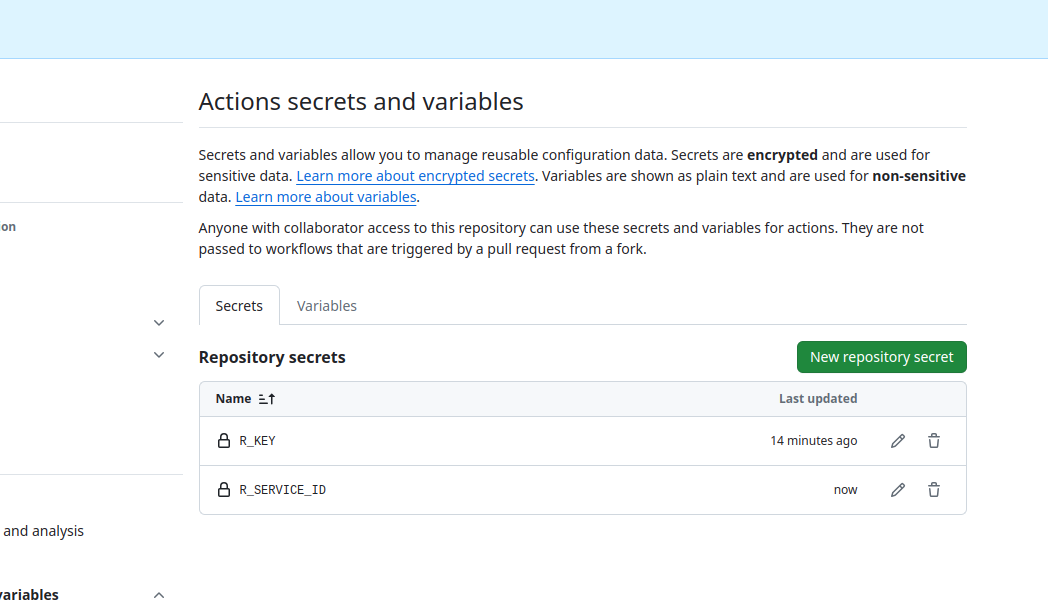 Actions secrets and variables
Secrets and variables allow you to manage reusable configuration data. Secrets are encrypted and are used for
sensitive data. Learn more about encrypted secrets. Variables are shown as plain text and are used for non-sensitive
data. Learn more about variables.
on
Anyone with collaborator access to this repository can use these secrets and variables for actions. They are not
passed to workflows that are triggered by a pull request from a fork.
Secrets Variables
Repository secrets New repository secret
Name Last updated
R_KEY 14 minutes ago
R_SERVICE_ID now
and analysis
variables